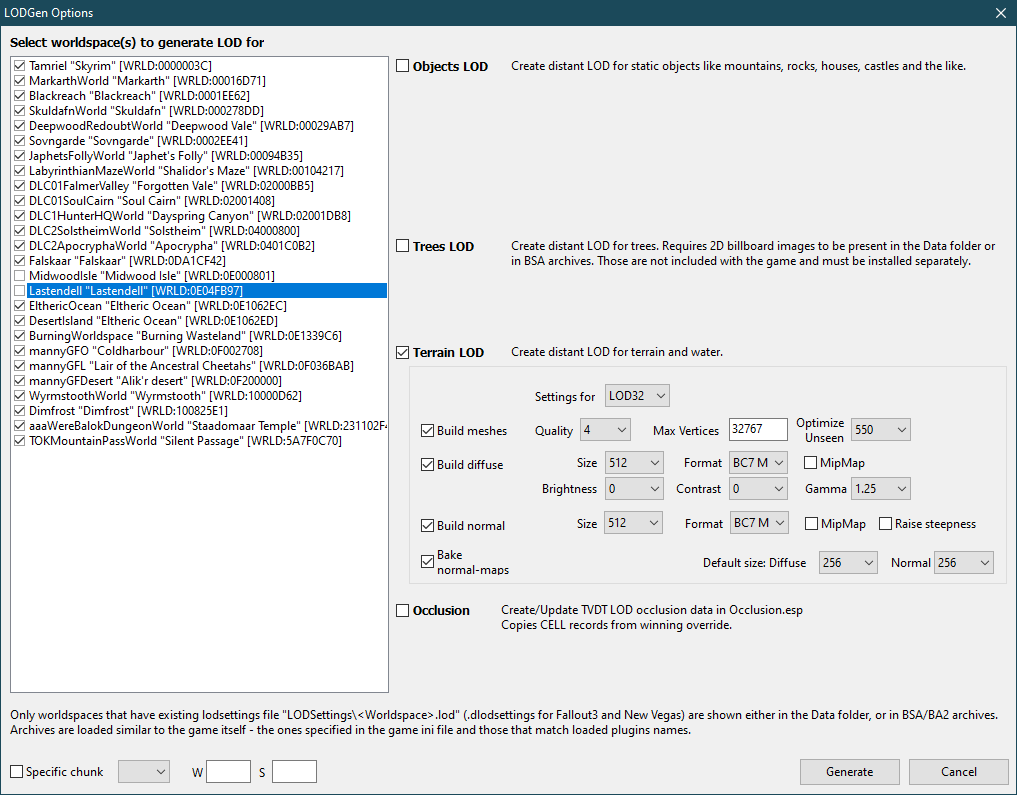 LODGen Options
Select worldspace(s) to generate LOD for
Tamriel "Skyrim" [WRLD:0000003C]
MarkarthWorld "Markarth" [WRLD:00016D71]
Blackreach "Blackreach" [WRLD:0001EE62]
SkuldafnWorld "Skuldafn" [WRLD:000278DD]
DeepwoodRedoubtWorld "Deepwood Vale" [WRLD:00029AB7]
Sovngarde "Sovngarde" [WRLD:0002EE41]
JaphetsFollyWorld "Japhet's Folly" [WRLD:00094B35]
LabyrinthianMazeWorld "Shalidor's Maze" [WRLD:00104217]
DLC01FalmerValley "Forgotten Vale" [WRLD:02000BB5]
DLC01SoulCairn "Soul Cairn" [WRLD:02001408]
DLC1HunterHQWorld "Dayspring Canyon" [WRLD:02001DB8]
DLC2SolstheimWorld "Solstheim" [WRLD:04000800]
DLC2ApocryphaWorld "Apocrypha" [WRLD:0401C0B2]
Falskaar "Falskaar" [WRLD:0DA1CF42]
MidwoodIsle "Midwood Isle" [WRLD:0E000801]
Lastendell "Lastendell" [WRLD:0E04FB97]
ElthericOcean "Eltheric Ocean" [WRLD:0E1062EC]
DesertIsland "Eltheric Ocean" [WRLD:0E1062ED]
BurningWorldspace "Burning Wasteland" [WRLD:0E1339C6]
mannyGFO "Coldharbour" [WRLD:0F002708]
mannyGFL "Lair of the Ancestral Cheetahs" [WRLD:0F036BAB]
mannyGFDesert "Alik'r desert" [WRLD:0F200000]
WyrmstoothWorld "Wyrmstooth" [WRLD:10000D62]
Dimfrost "Dimfrost" [WRLD:100825E1]
aaaWereBalokDungeonWorld "Staadomaar Temple" [WRLD:231102F4
TOKMountainPassWorld "Silent Passage" [WRLD:5A7F0C70]
Objects LOD Create distant LOD for static objects like mountains, rocks, houses, castles and the like.
Trees LOD Create distant LOD for trees. Requires 2D billboard images to be present in the Data folder or
in BSA archives. Those are not included with the game and must be installed separately.
Terrain LOD Create distant LOD for terrain and water.
Settings for LOD32
Build meshes Quality 4 Max Vertices 32767 Optimize Unseen 550
Build diffuse Size 512 Format BC7 M MipMap
Brightness 0 Contrast 0 Gamma 1.25
Build normal Size 512 Format BC7 M MipMap Raise steepness
Bake normal-maps Default size: Diffuse 256 Normal 256
Occlusion Create/Update TVDT LOD occlusion data in Occlusion.esp
Copies CELL records from winning override.
Only worldspaces that have existing lodsettings file "LODSettings\<Worldspace>.lod" (.dlodsettings for Fallout3 and New Vegas) are shown either in the Data folder, or in BSA/BA2 archives.
Archives are loaded similar to the game itself - the ones specified in the game ini file and those that match loaded plugins names.
Specific chunk W S Generate Cancel